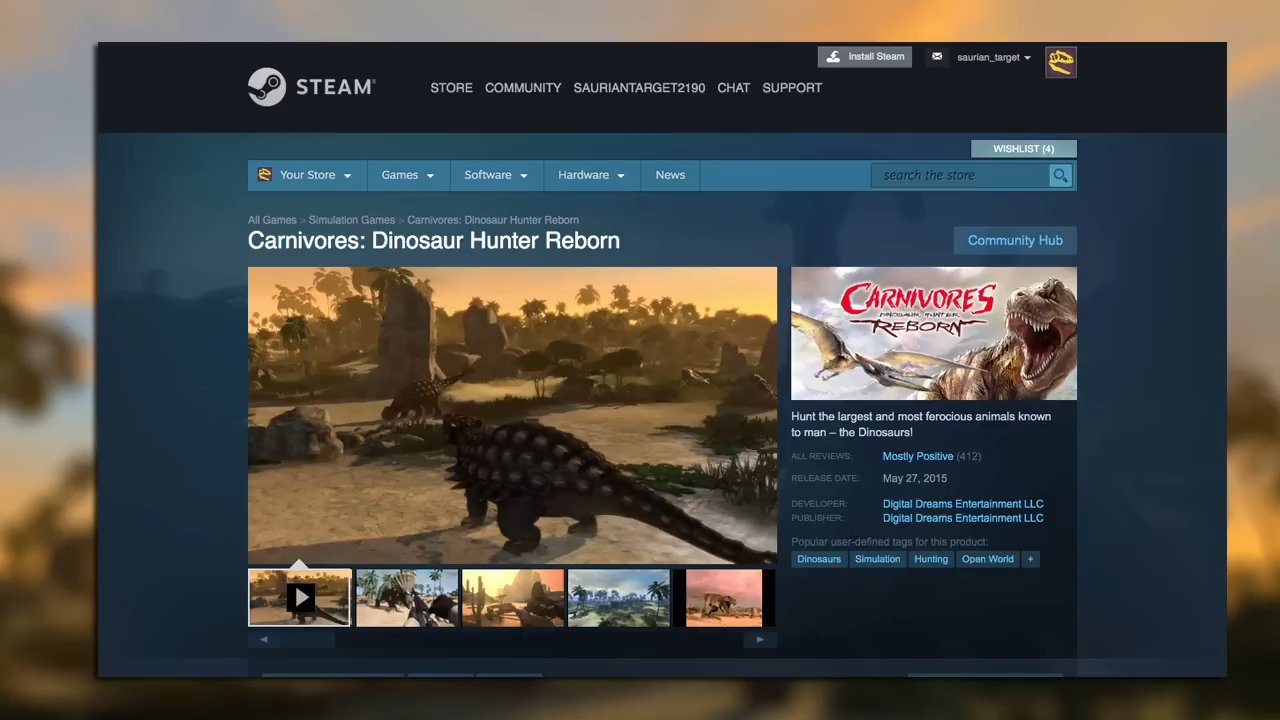 Install Steam
saurian_target
STEAM®
STORE COMMUNITY SAURIANTARGET2190 CHAT SUPPORT
WISHLIST (4)
Your Store Games Software Hardware News
search the store
All Games > Simulation Games > Carnivores: Dinosaur Hunter Reborn
Carnivores: Dinosaur Hunter Reborn
Community Hub
CARNIVORES
DINOSAUR HUNTER
REBORN
Hunt the largest and most ferocious animals known
to man – the Dinosaurs!
ALL REVIEWS: Mostly Positive (412)
RELEASE DATE: May 27, 2015
DEVELOPER: Digital Dreams Entertainment LLC
PUBLISHER: Digital Dreams Entertainment LLC
Popular user-defined tags for this product:
Dinosaurs Simulation Hunting Open World +